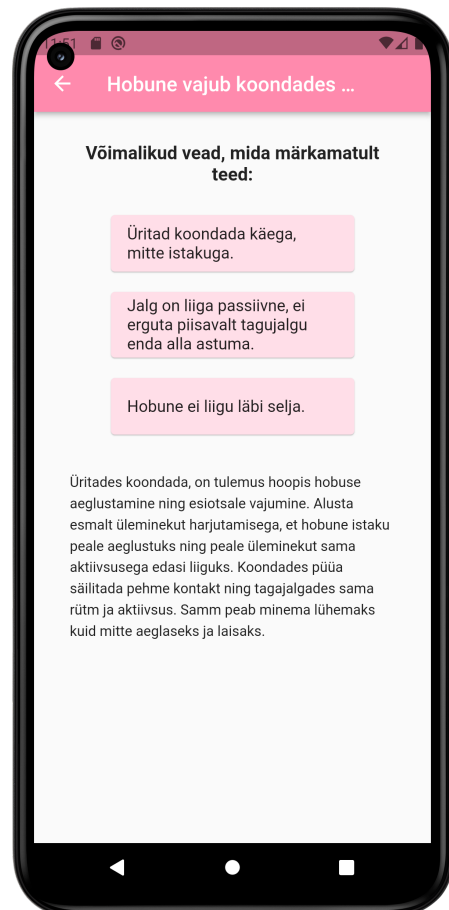 11:51
Hobune vajub koondades ...
Võimalikud vead, mida märkamatult
teed:
Üritad koondada käega,
mitte istakuga.
Jalg on liiga passiivne, ei
erguta piisavalt tagujalgu
enda alla astuma.
Hobune ei liigu läbi selja.
Üritades koondada, on tulemus hoopis hobuse
aeglustamine ning esiotsale vajumine. Alusta
esmalt üleminekut harjutamisega, et hobune istaku
peale aeglustuks ning peale üleminekut sama
aktiivsusega edasi liiguks. Koondades püüa
säilitada pehme kontakt ning tagajalgades sama
rütm ja aktiivsus. Samm peab minema lühemaks
kuid mitte aeglaseks ja laisaks.